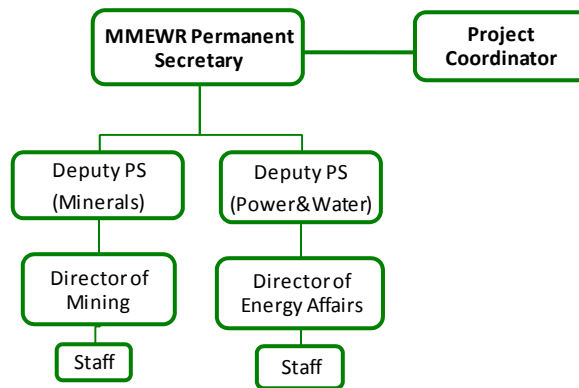 MMEWR Permanent
Secretary
Project
Coordinator
Deputy PS
(Minerals)
Deputy PS
(Power&Water)
Director of
Mining
Director of
Energy Affairs
Staff
Staff